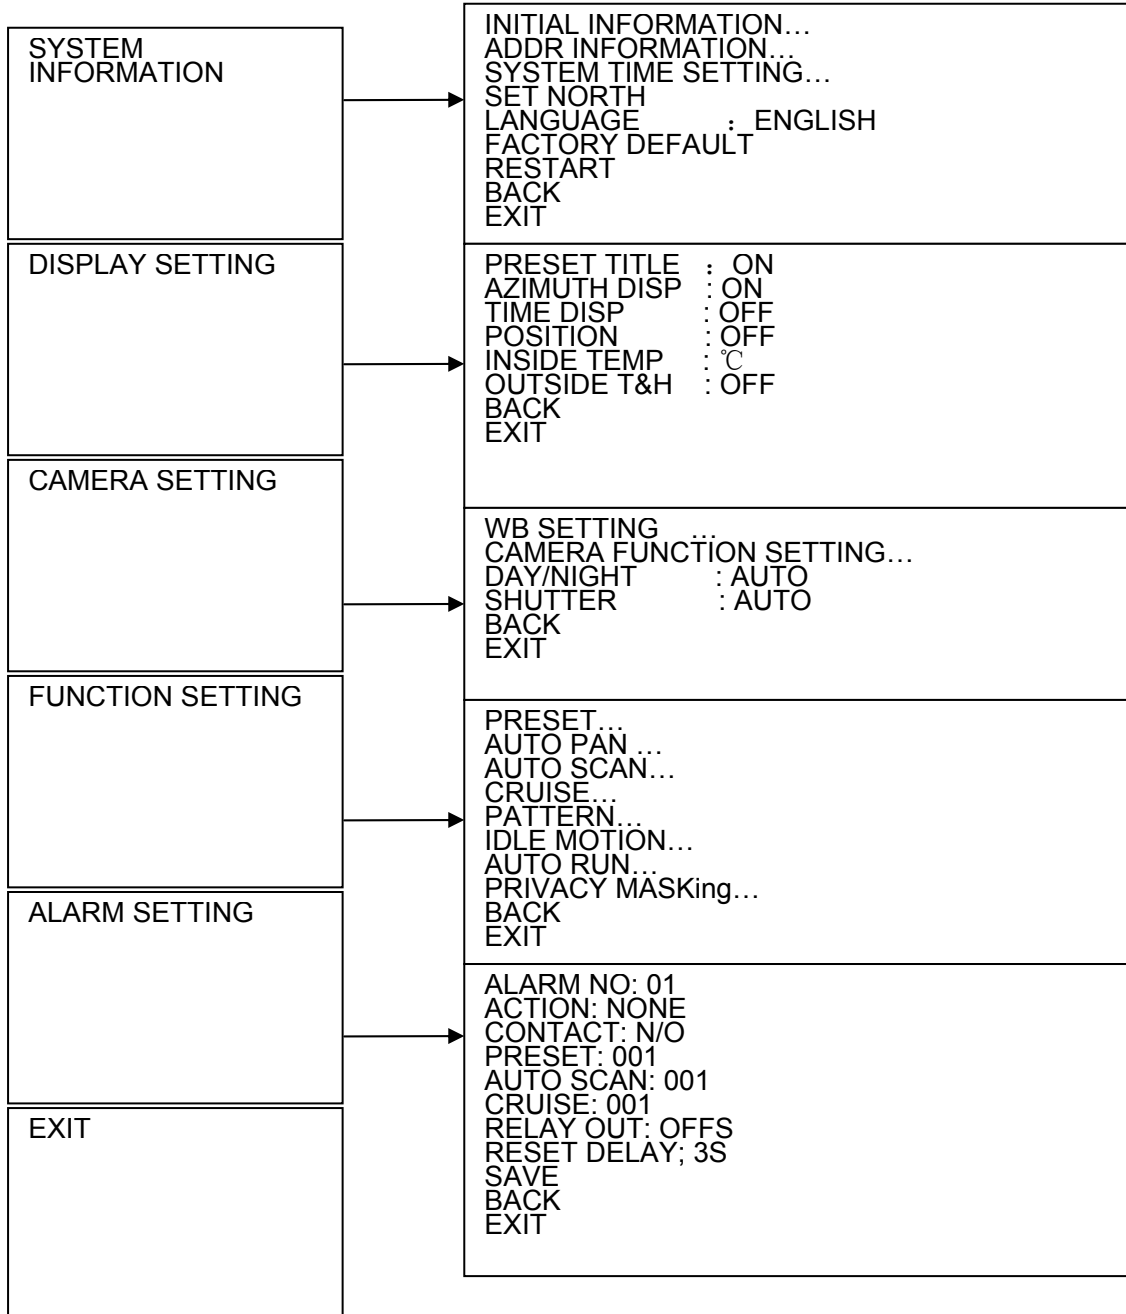 SYSTEM
INFORMATION
INITIAL INFORMATION…
ADDR INFORMATION…
SYSTEM TIME SETTING…
SET NORTH
LANGUAGE : ENGLISH
FACTORY DEFAULT
RESTART
BACK
EXIT
DISPLAY SETTING
PRESET TITLE : ON
AZIMUTH DISP : ON
TIME DISP : OFF
POSITION : OFF
INSIDE TEMP : ℃
OUTSIDE T&H : OFF
BACK
EXIT
CAMERA SETTING
WB SETTING …
CAMERA FUNCTION SETTING…
DAY/NIGHT : AUTO
SHUTTER : AUTO
BACK
EXIT
FUNCTION SETTING
PRESET…
AUTO PAN …
AUTO SCAN…
CRUISE…
PATTERN…
IDLE MOTION…
AUTO RUN…
PRIVACY MASKing…
BACK
EXIT
ALARM SETTING
ALARM NO: 01
ACTION: NONE
CONTACT: N/O
PRESET: 001
AUTO SCAN: 001
CRUISE: 001
RELAY OUT: OFFS
RESET DELAY; 3S
SAVE
BACK
EXIT
EXIT